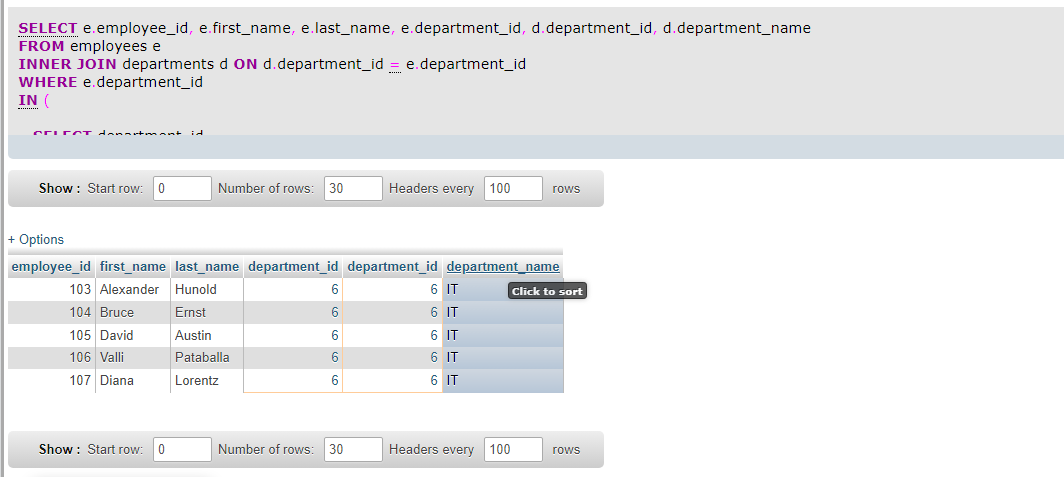 SELECT e.employee_id, e.first_name, e.last_name, e.department_id, d.department_id, d.department_name
FROM employees e
INNER JOIN departments d ON d.department_id = e.department_id
WHERE e.department_id
IN (
SELECT department_id
Show : Start row: 0 Number of rows: 30 Headers every 100 rows
+ Options
employee_id first_name last_name department_id department_id department_name
103 Alexander Hunold 6 6 IT
Click to sort
104 Bruce Ernst 6 6 IT
105 David Austin 6 6 IT
106 Valli Pataballa 6 6 IT
107 Diana Lorentz 6 6 IT
Show : Start row: 0 Number of rows: 30 Headers every 100 rows